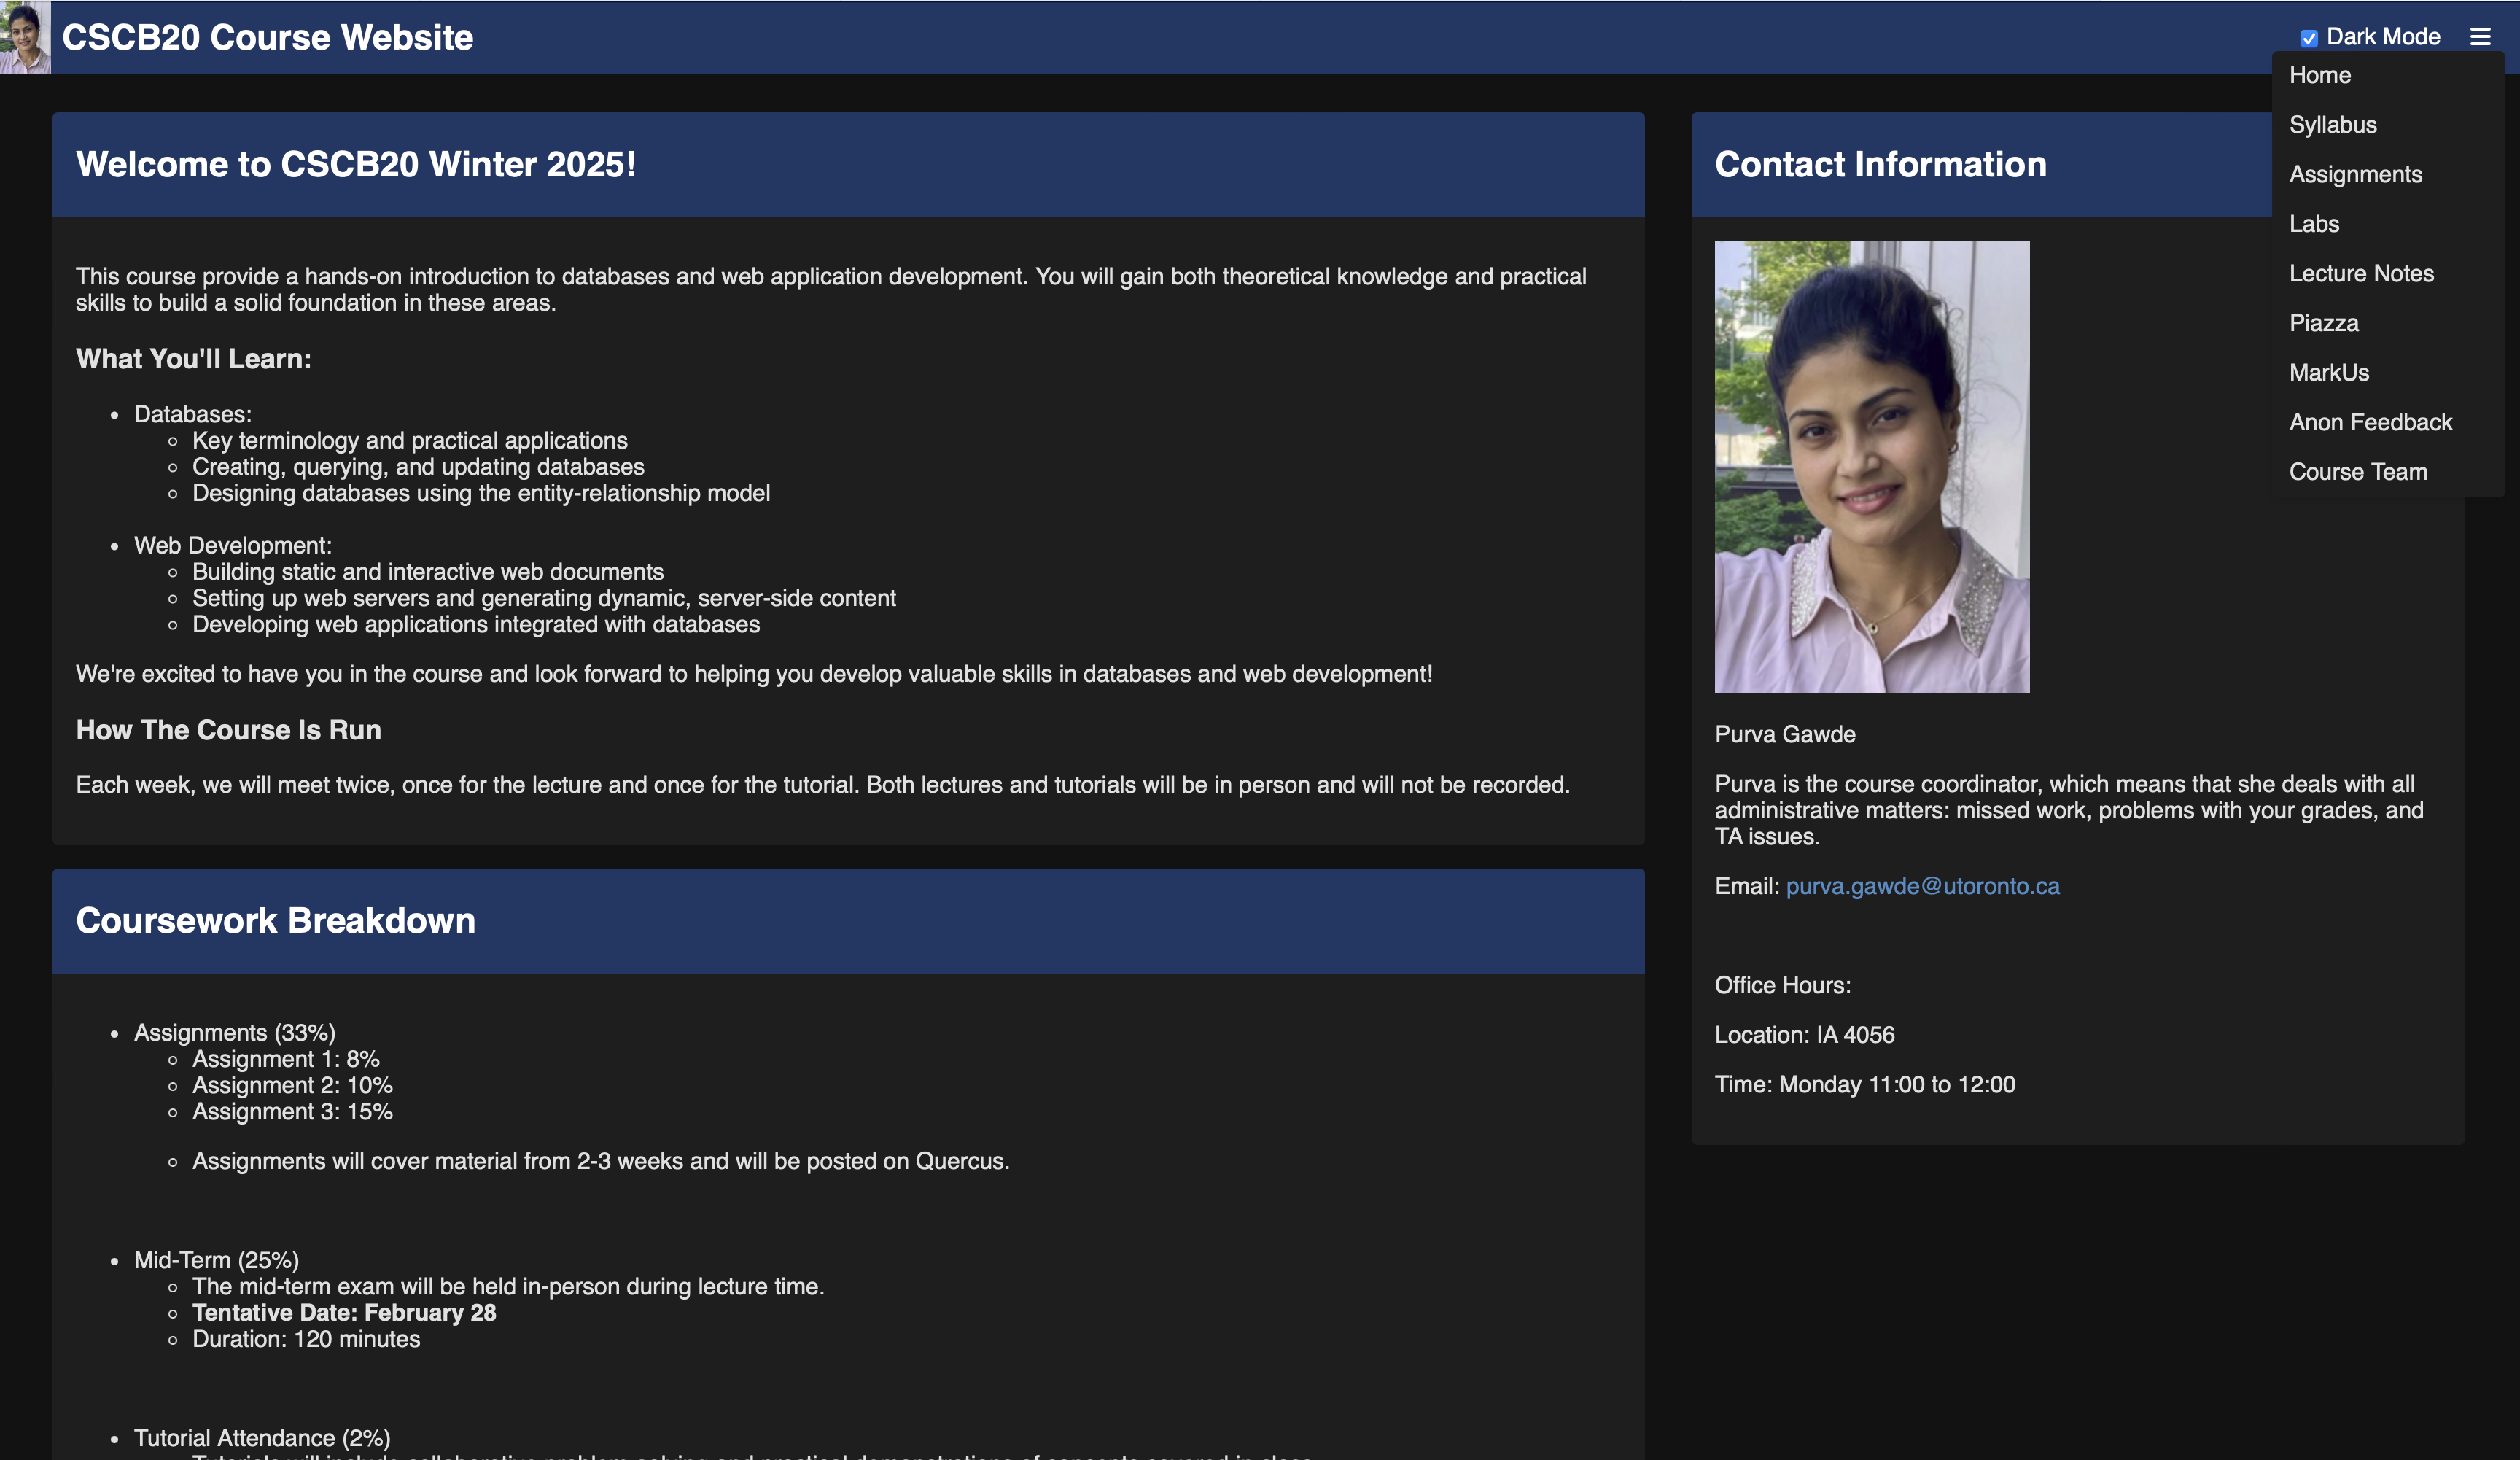 CSCB20 Course Website
Dark Mode
Home
Syllabus
Assignments
Labs
Lecture Notes
Piazza
MarkUs
Anon Feedback
Course Team
Welcome to CSCB20 Winter 2025!
This course provide a hands-on introduction to databases and web application development. You will gain both theoretical knowledge and practical
skills to build a solid foundation in these areas.
What You'll Learn:
Databases:
Key terminology and practical applications
Creating, querying, and updating databases
Designing databases using the entity-relationship model
Web Development:
Building static and interactive web documents
Setting up web servers and generating dynamic, server-side content
Developing web applications integrated with databases
We're excited to have you in the course and look forward to helping you develop valuable skills in databases and web development!
How The Course Is Run
Each week, we will meet twice, once for the lecture and once for the tutorial. Both lectures and tutorials will be in person and will not be recorded.
Coursework Breakdown
Assignments (33%)
Assignment 1: 8%
Assignment 2: 10%
Assignment 3: 15%
Assignments will cover material from 2-3 weeks and will be posted on Quercus.
Mid-Term (25%)
The mid-term exam will be held in-person during lecture time.
Tentative Date: February 28
Duration: 120 minutes
Tutorial Attendance (2%)
Contact Information
Purva Gawde
Purva is the course coordinator, which means that she deals with all
administrative matters: missed work, problems with your grades, and
TA issues.
Email: purva.gawde@utoronto.ca
Office Hours:
Location: IA 4056
Time: Monday 11:00 to 12:00